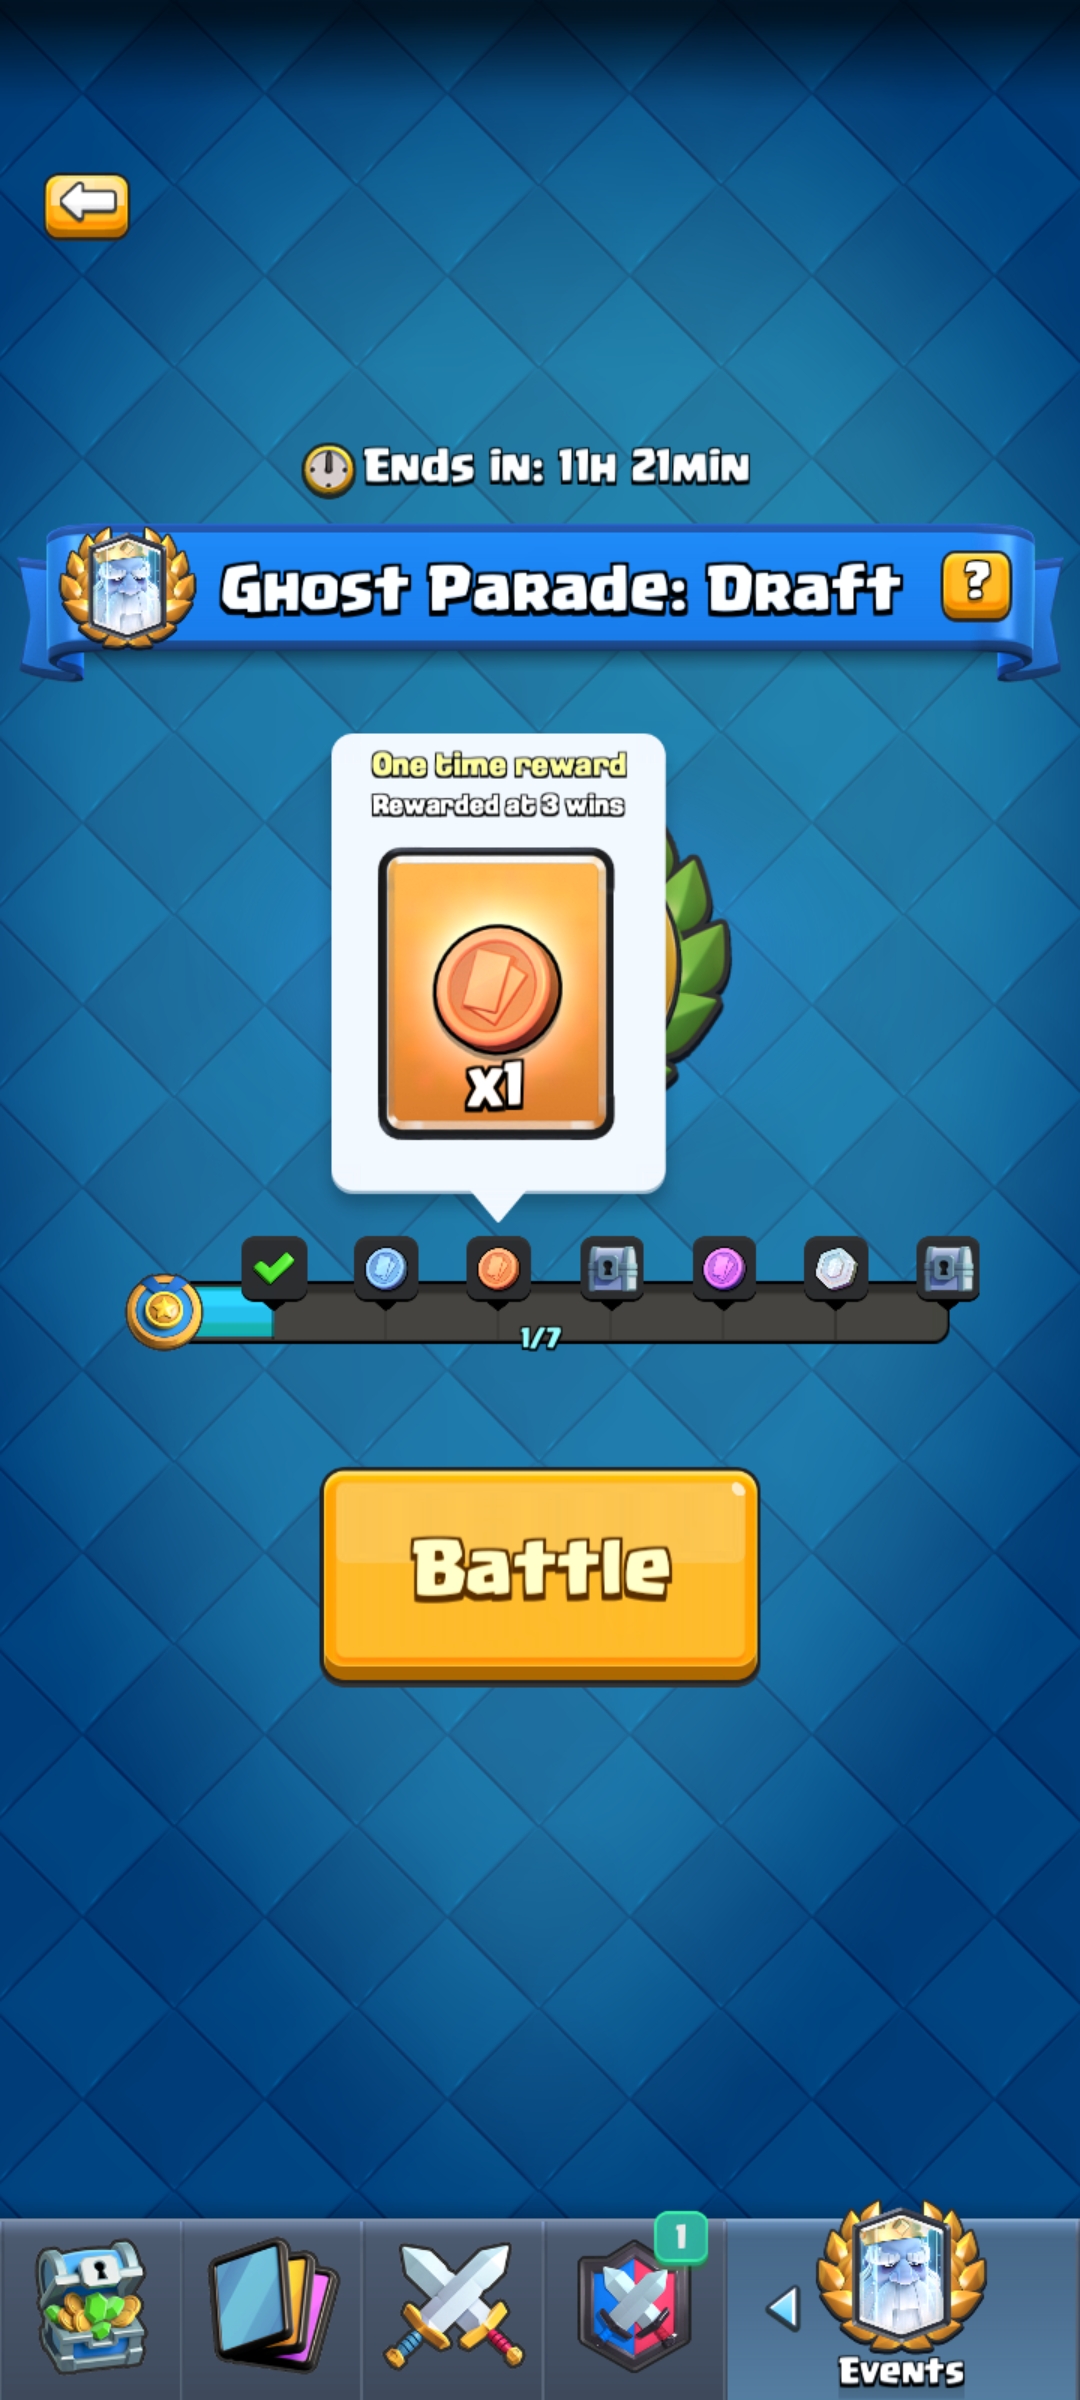 Ends in: 11h 21min
Ghost Parade: Draft
?
One time reward
Rewarded at 3 wins
x1
1/7
Battle
1
Events